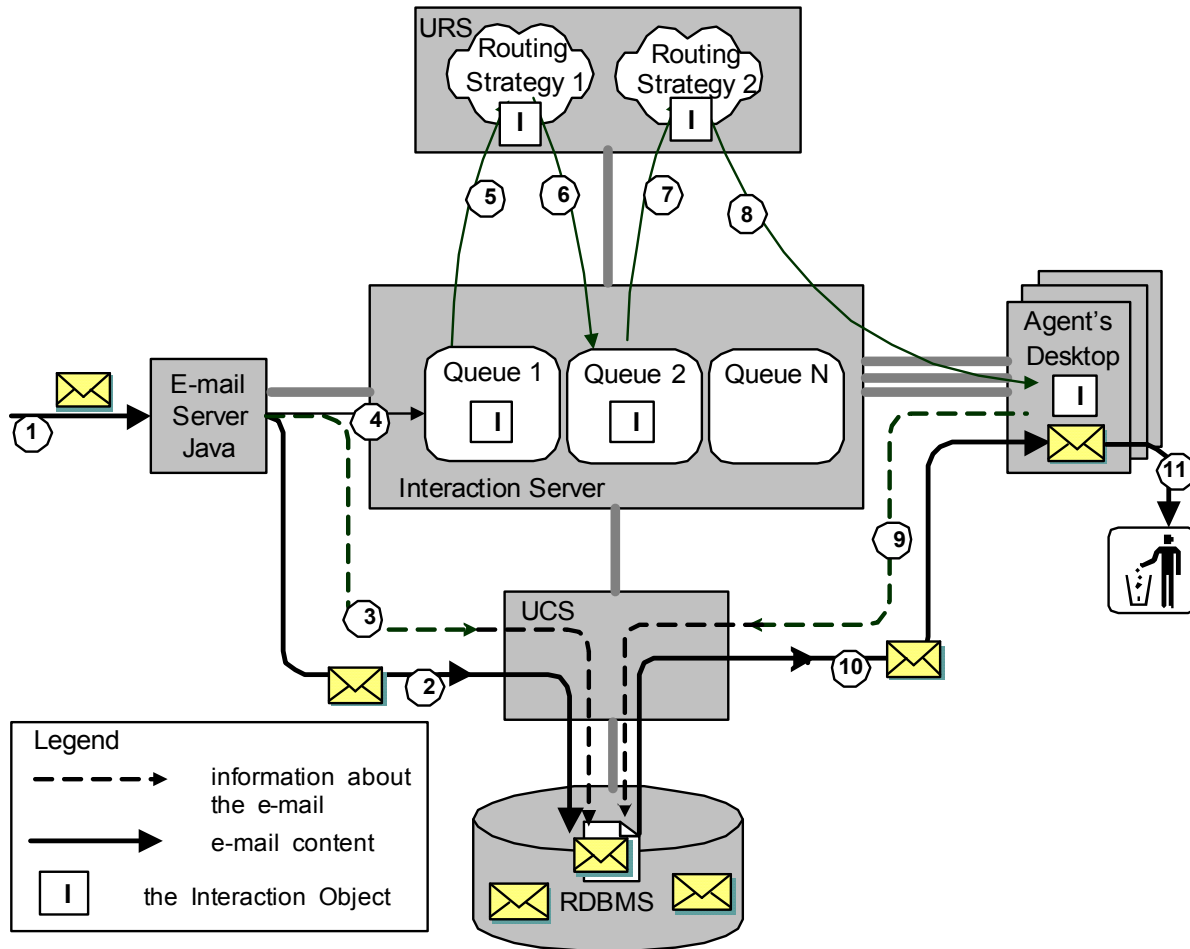 URS
Routing
Strategy 1
I
Routing
Strategy 2
I
5
6
7
8
E-mail
Server
Java
1
4
Queue 1
I
Queue 2
I
Queue N
Interaction Server
Agent's
Desktop
I
11
9
3
2
UCS
10
RDBMS
Legend
information about
the e-mail
e-mail content
I
the Interaction Object